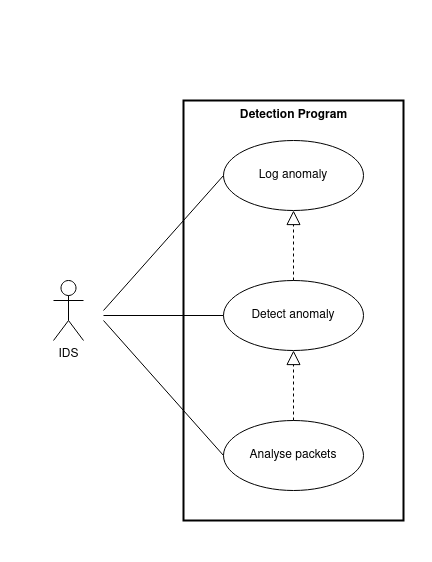 Detection Program
Log anomaly
Detect anomaly
IDS
Analyse packets